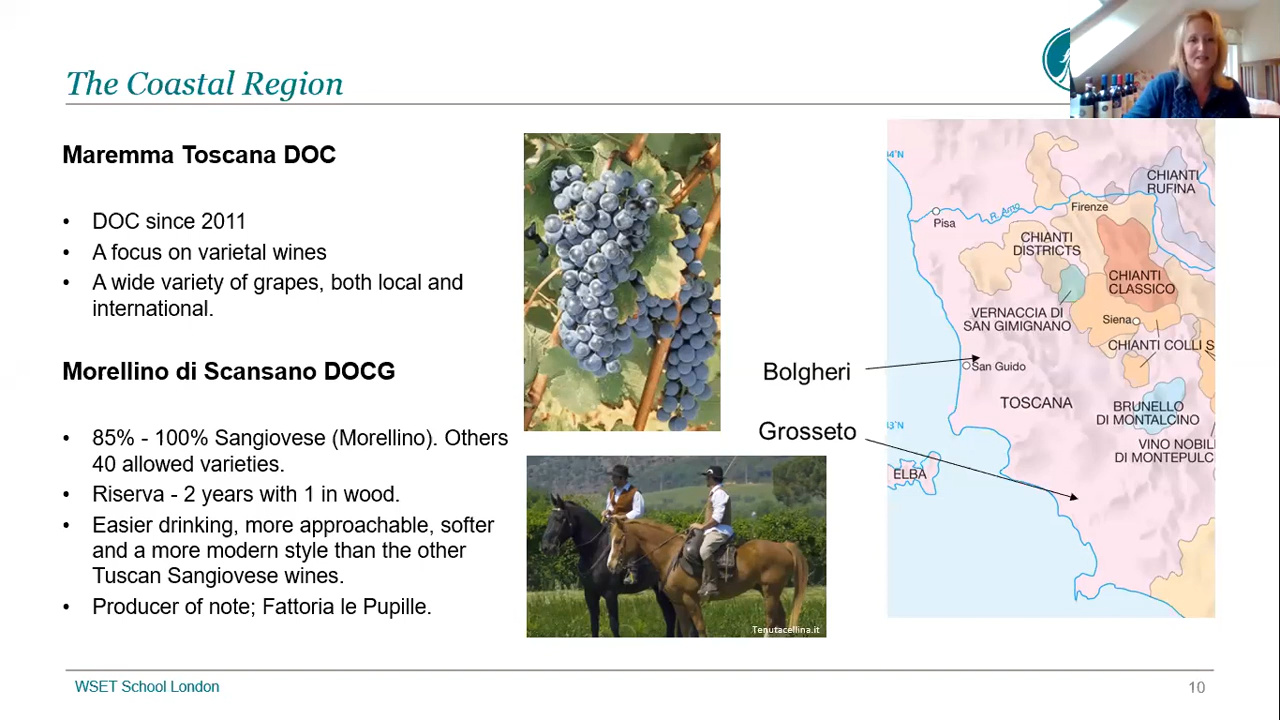 The Coastal Region
Maremma Toscana DOC
• DOC since 2011
• A focus on varietal wines
• A wide variety of grapes, both local and
international.
Morellino di Scansano DOCG
• 85% - 100% Sangiovese (Morellino). Others
40 allowed varieties.
• Riserva - 2 years with 1 in wood.
• Easier drinking, more approachable, softer
and a more modern style than the other
Tuscan Sangiovese wines.
• Producer of note; Fattoria le Pupille.
Tenutacellina.it
Bolgheri
Grosseto
4°N
CHIANTI
RUFINA
R. Arno
Firenze
Pisa
CHIANTI
DISTRICTS
CHIANTI
CLASSICO
VERNACCIA DI
SAN GIMIGNANO
Siena
CHIANTI COLLI S
San Guido
TOSCANA
BRUNELLO
DI MONTALCINO
3°N
VINO NOBIL
DI MONTEPULC
ELBA
WSET School London
10